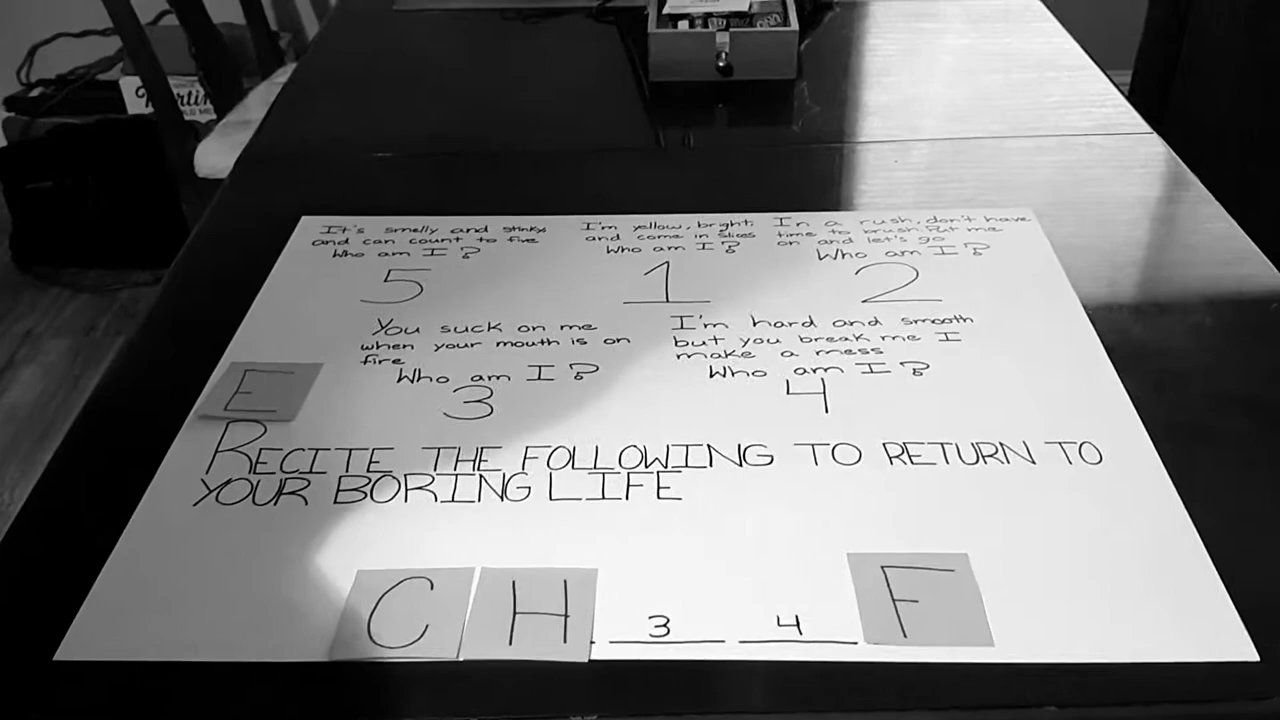 Martin
It's smelly and stinky
and can count to five
Who am I?
5
I'm yellow, bright,
and come in slices
Who am I?
1
In a rush, don't have
time to brush. Put me
on and let's go
Who am I?
2
You suck on me
when your mouth is on
fire
Who am I?
3
I'm hard and smooth
but you break me I
make a mess
Who am I?
4
E
RECITE THE FOLLOWING TO RETURN TO
YOUR BORING LIFE
C H 3 4 F